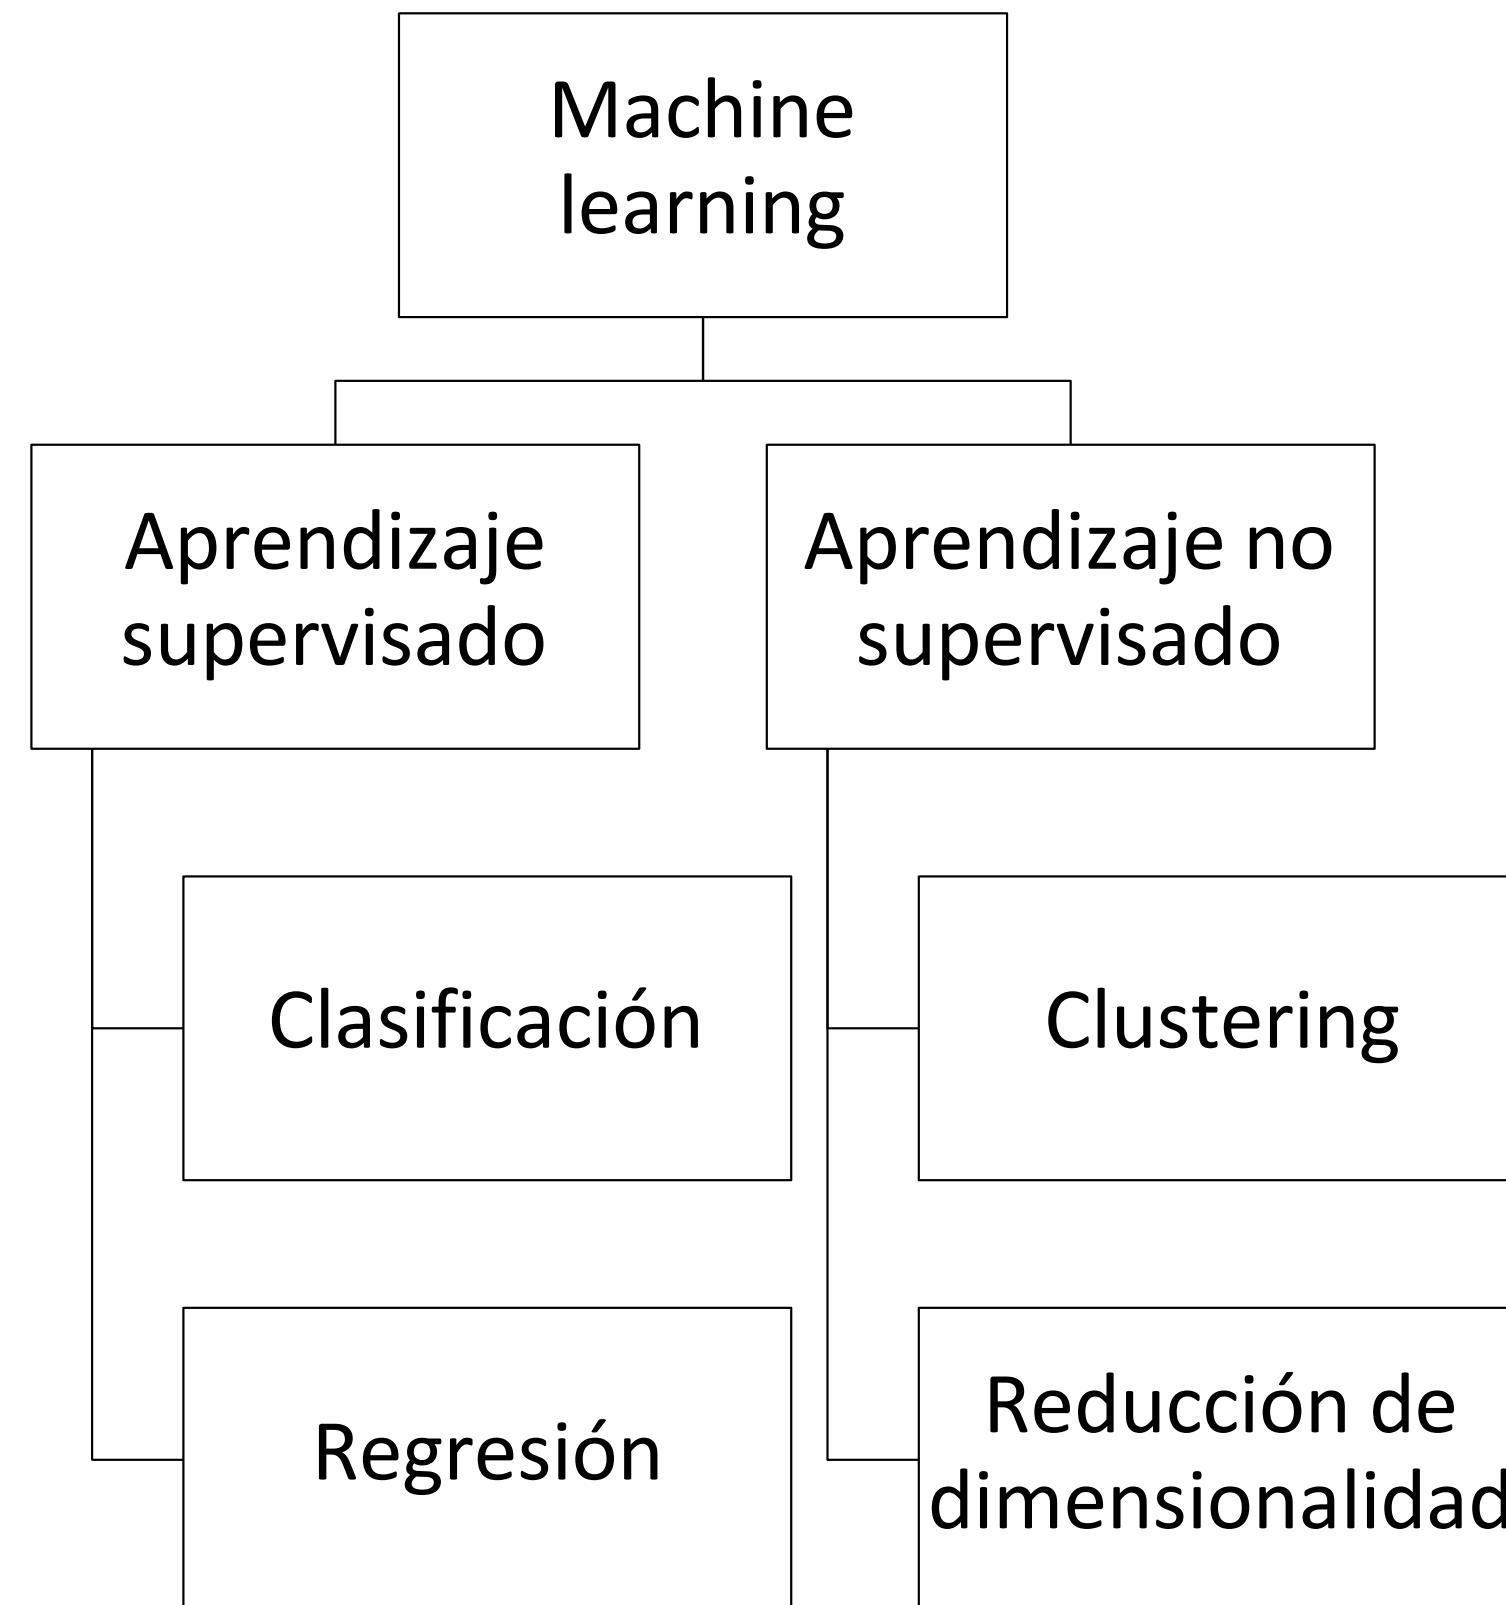 Machine
learning
Aprendizaje
supervisado
Aprendizaje no
supervisado
Clasificación
Clustering
Regresión
Reducción de
dimensionalidad